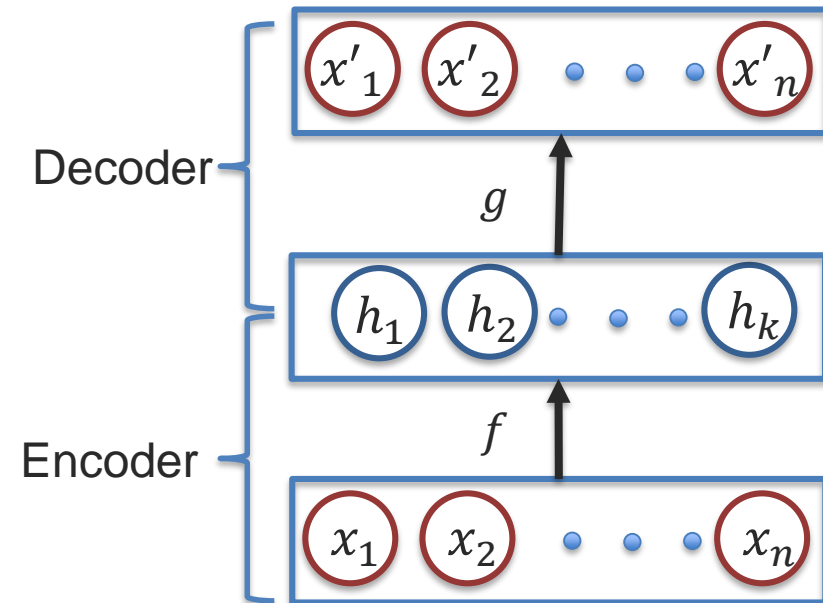 x'₁ x'₂ x'ₙ
Decoder
g
h₁ h₂ hₖ
f
Encoder
x₁ x₂ xₙ